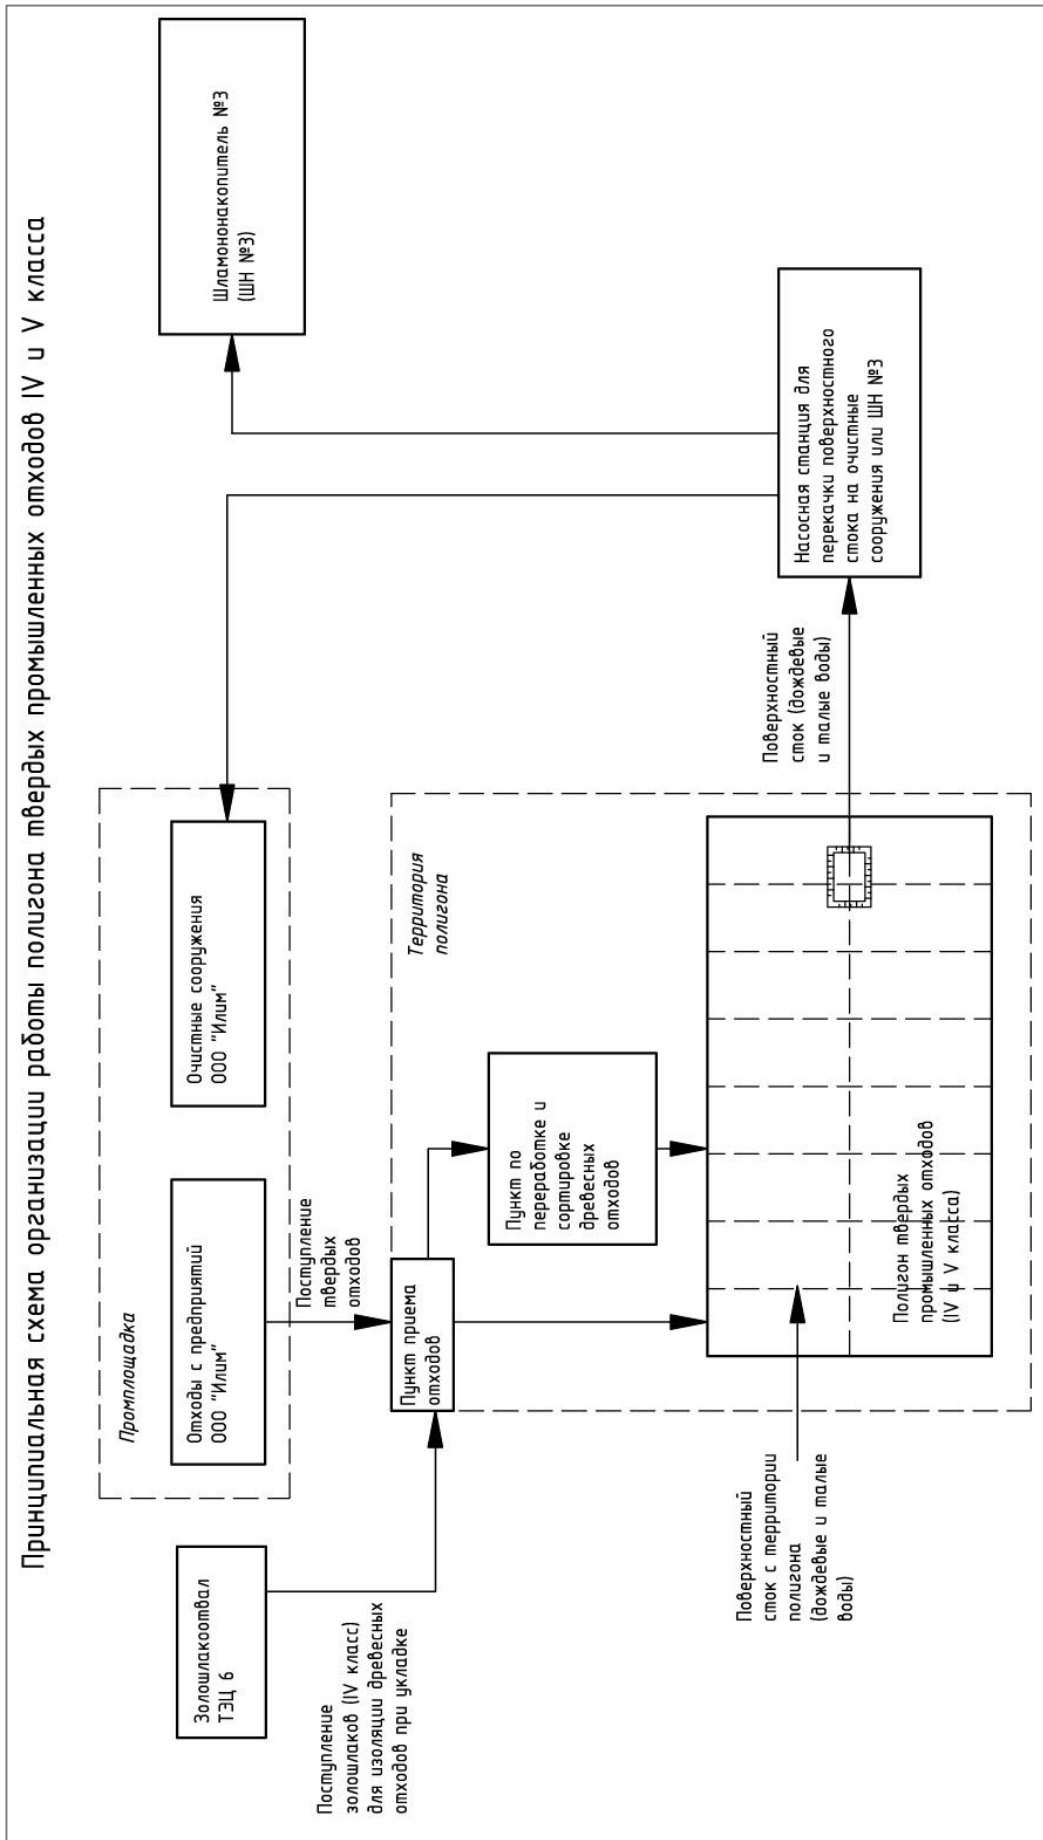 Принципиальная схема организации работы полигона твердых промышленных отходов IV и V класса
Промплощадка
Золошлакоотвал
ТЭЦ 6
Отходы с предприятий
ООО "Илим"
Очистные сооружения
ООО "Илим"
Шламононакопитель №3
(ШН №3)
Поступление
золошлаков (IV класс)
для изоляции древесных
отходов при укладке
Поступление
твердых
отходов
Пункт приема
отходов
Территория
полигона
Пункт по
переработке и
сортировке
древесных
отходов
Поверхностный
сток (дождевые
и талые воды)
Насосная станция для
перекачки поверхностного
стока на очистные
сооружения или ШН №3
Поверхностный
сток с территории
полигона
(дождевые и талые
воды)
Полигон твердых
промышленных отходов
(IV и V класса)